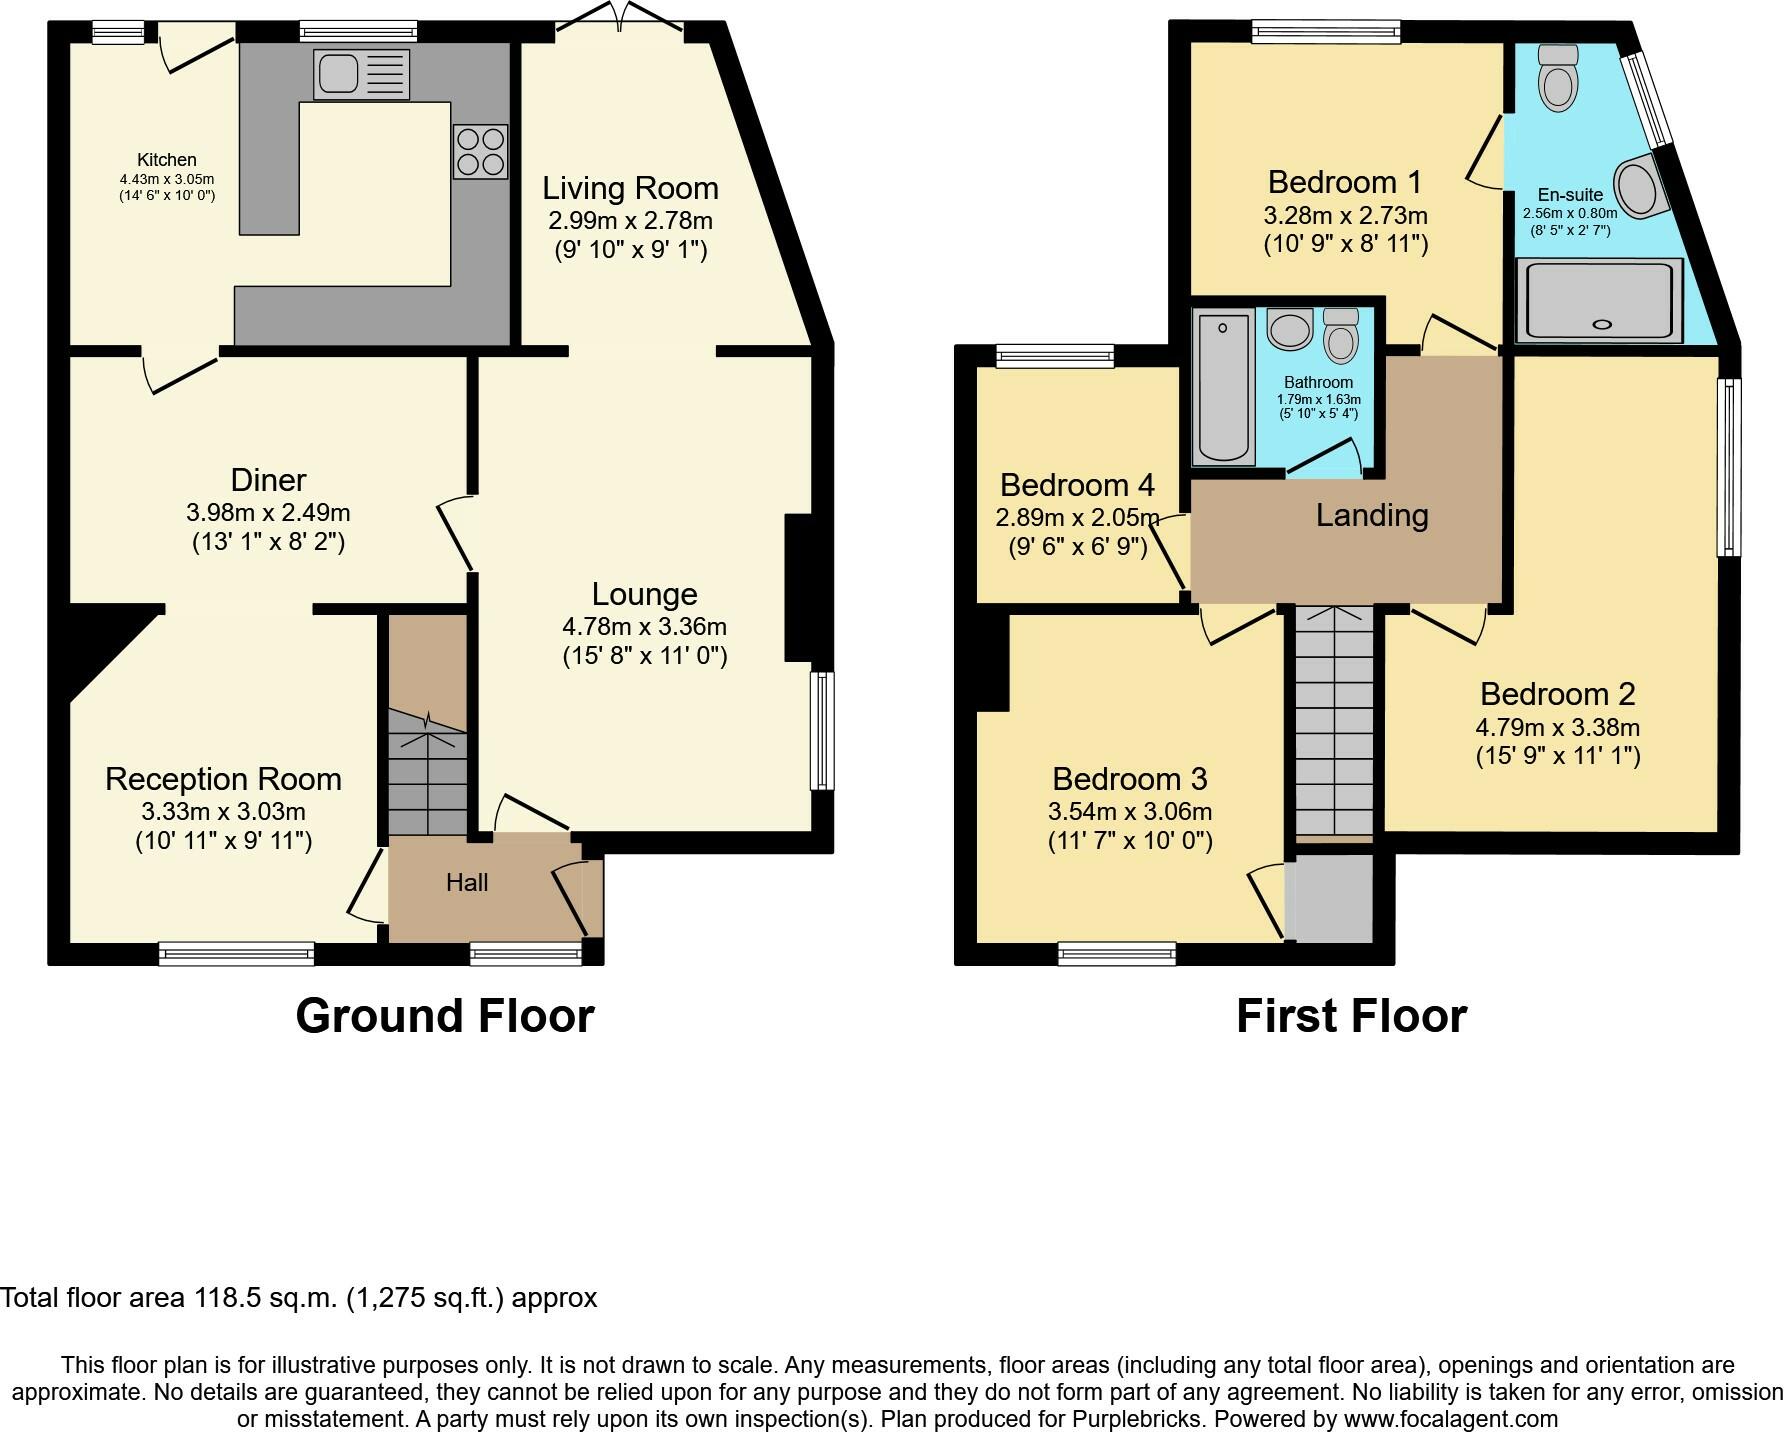 Kitchen
4.43m x 3.05m
(14' 6" x 10' 0")
Living Room
2.99m x 2.78m
(9' 10" x 9' 1")
Diner
3.98m x 2.49m
(13' 1" x 8' 2")
Lounge
4.78m x 3.36m
(15' 8" x 11' 0")
Reception Room
3.33m x 3.03m
(10' 11" x 9' 11")
Hall
Ground Floor
Bedroom 1
3.28m x 2.73m
(10' 9" x 8' 11")
En-suite
2.56m x 0.80m
(8' 5" x 2' 7")
Bathroom
1.79m x 1.63m
(5' 10" x 5' 4")
Bedroom 4
2.89m x 2.05m
(9' 6" x 6' 9")
Landing
Bedroom 2
4.79m x 3.38m
(15' 9" x 11' 1")
Bedroom 3
3.54m x 3.06m
(11' 7" x 10' 0")
First Floor
Total floor area 118.5 sq.m. (1,275 sq.ft.) approx
This floor plan is for illustrative purposes only. It is not drawn to scale. Any measurements, floor areas (including any total floor area), openings and orientation are
approximate. No details are guaranteed, they cannot be relied upon for any purpose and they do not form part of any agreement. No liability is taken for any error, omission
or misstatement. A party must rely upon its own inspection(s). Plan produced for Purplebricks. Powered by www.focalagent.com